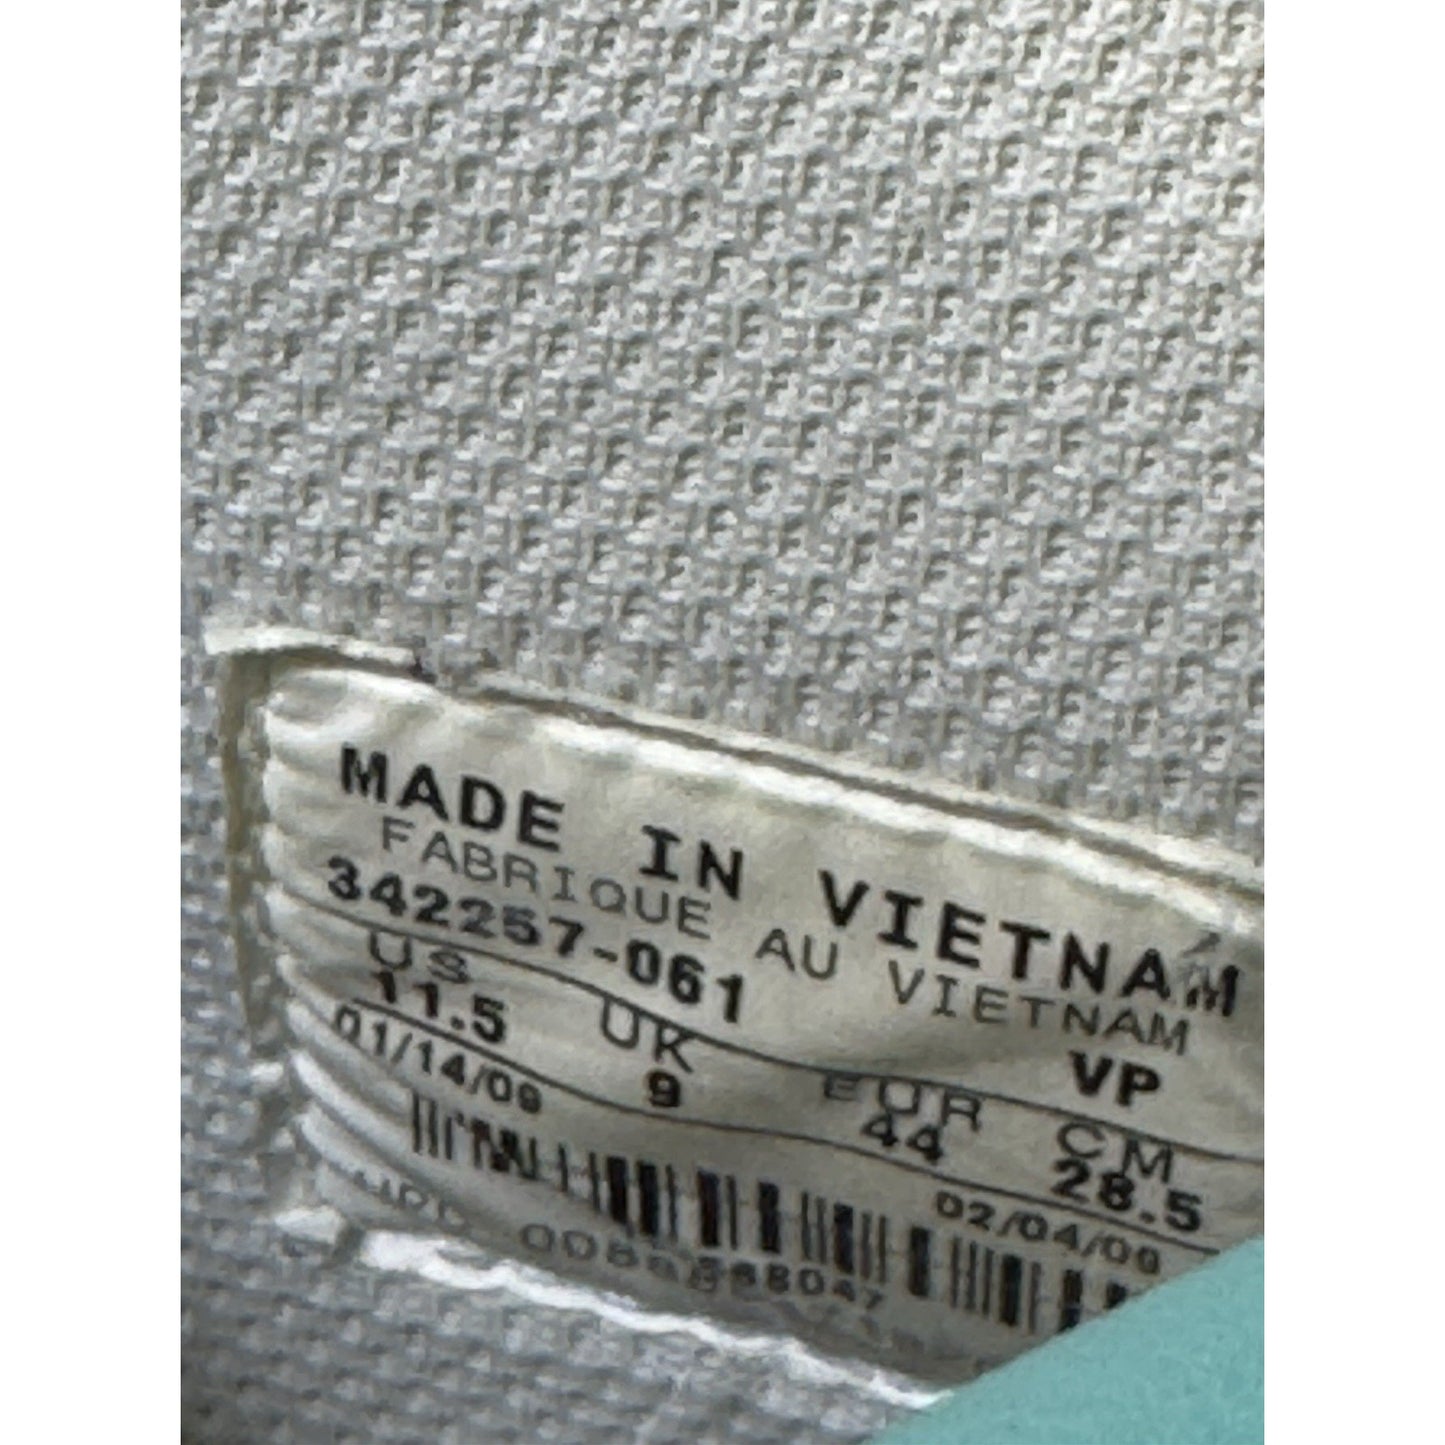 MADE IN VIETNAM
FABRIQUE AU VIETNAM
342257-061 VP
US UK EUR CM
11.5 9 44 28.5
01/14/09 02/04/09